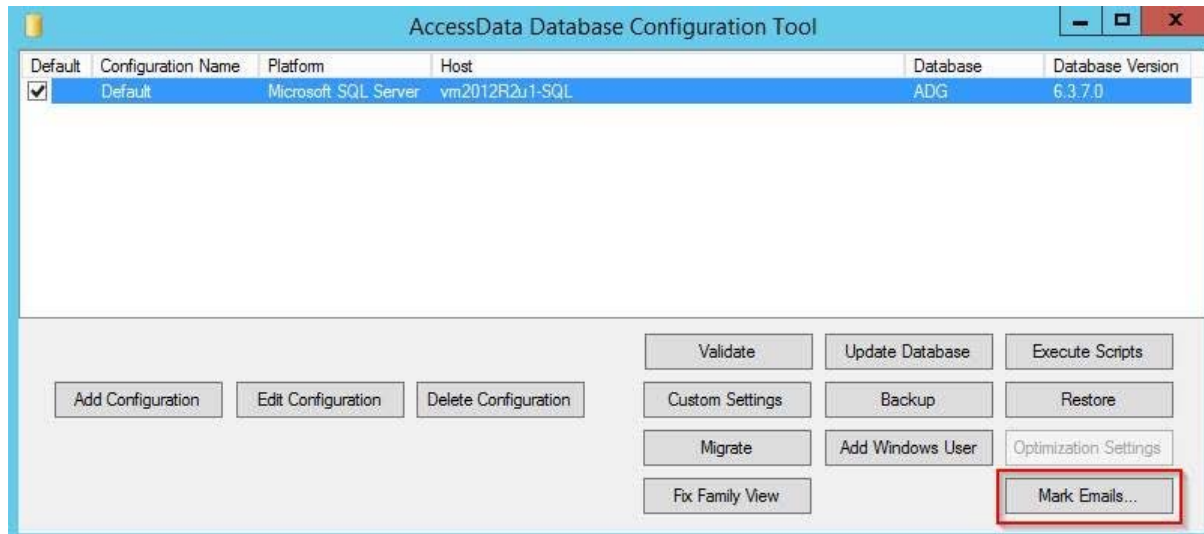 AccessData Database Configuration Tool
Default Configuration Name Platform Host Database Database Version
Default Microsoft SQL Server vm2012R2u1-SQL ADG 6.3.7.0
Validate Update Database Execute Scripts
Add Configuration Edit Configuration Delete Configuration Custom Settings Backup Restore
Migrate Add Windows User Optimization Settings
Fix Family View Mark Emails...